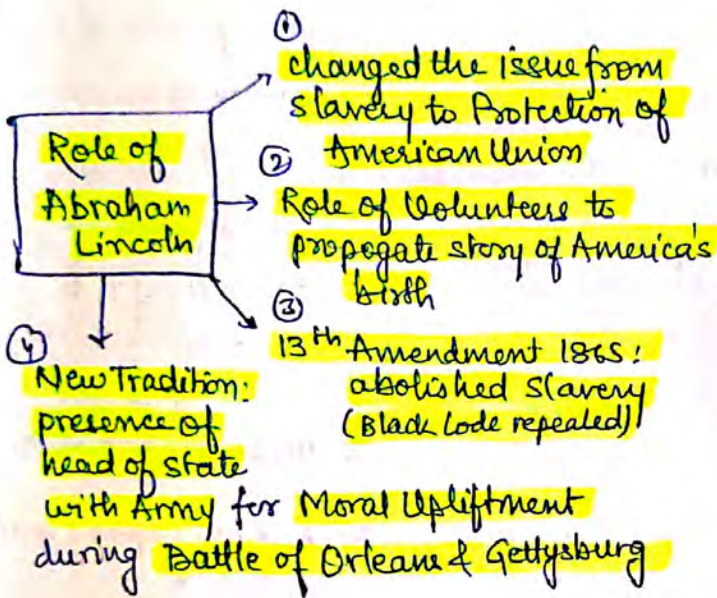 Role of
Abraham
Lincoln
①
changed the issue from
slavery to Protection of
American Union
②
Role of Volunteers to
propogate story of America's
birth
③
13th Amendment 1865:
abolished slavery
(Black Code repealed)
④
New Tradition:
presence of
head of state
with Army for Moral Upliftment
during Battle of Orleans & Gettysburg